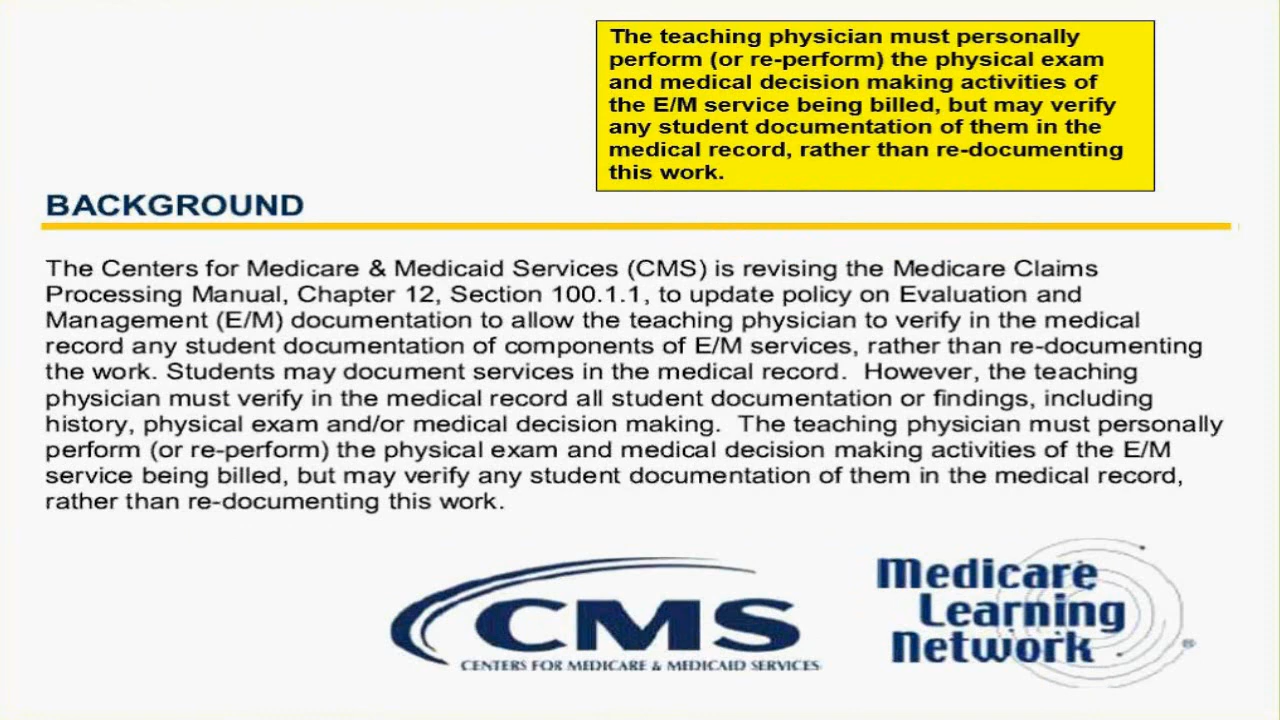 The teaching physician must personally
perform (or re-perform) the physical exam
and medical decision making activities of
the E/M service being billed, but may verify
any student documentation of them in the
medical record, rather than re-documenting
this work.
BACKGROUND
The Centers for Medicare & Medicaid Services (CMS) is revising the Medicare Claims
Processing Manual, Chapter 12, Section 100.1.1, to update policy on Evaluation and
Management (E/M) documentation to allow the teaching physician to verify in the medical
record any student documentation of components of E/M services, rather than re-documenting
the work. Students may document services in the medical record.  However, the teaching
physician must verify in the medical record all student documentation or findings, including
history, physical exam and/or medical decision making.  The teaching physician must personally
perform (or re-perform) the physical exam and medical decision making activities of the E/M
service being billed, but may verify any student documentation of them in the medical record,
rather than re-documenting this work.
CMS
CENTERS FOR MEDICARE & MEDICAID SERVICES
Medicare
Learning
Network®